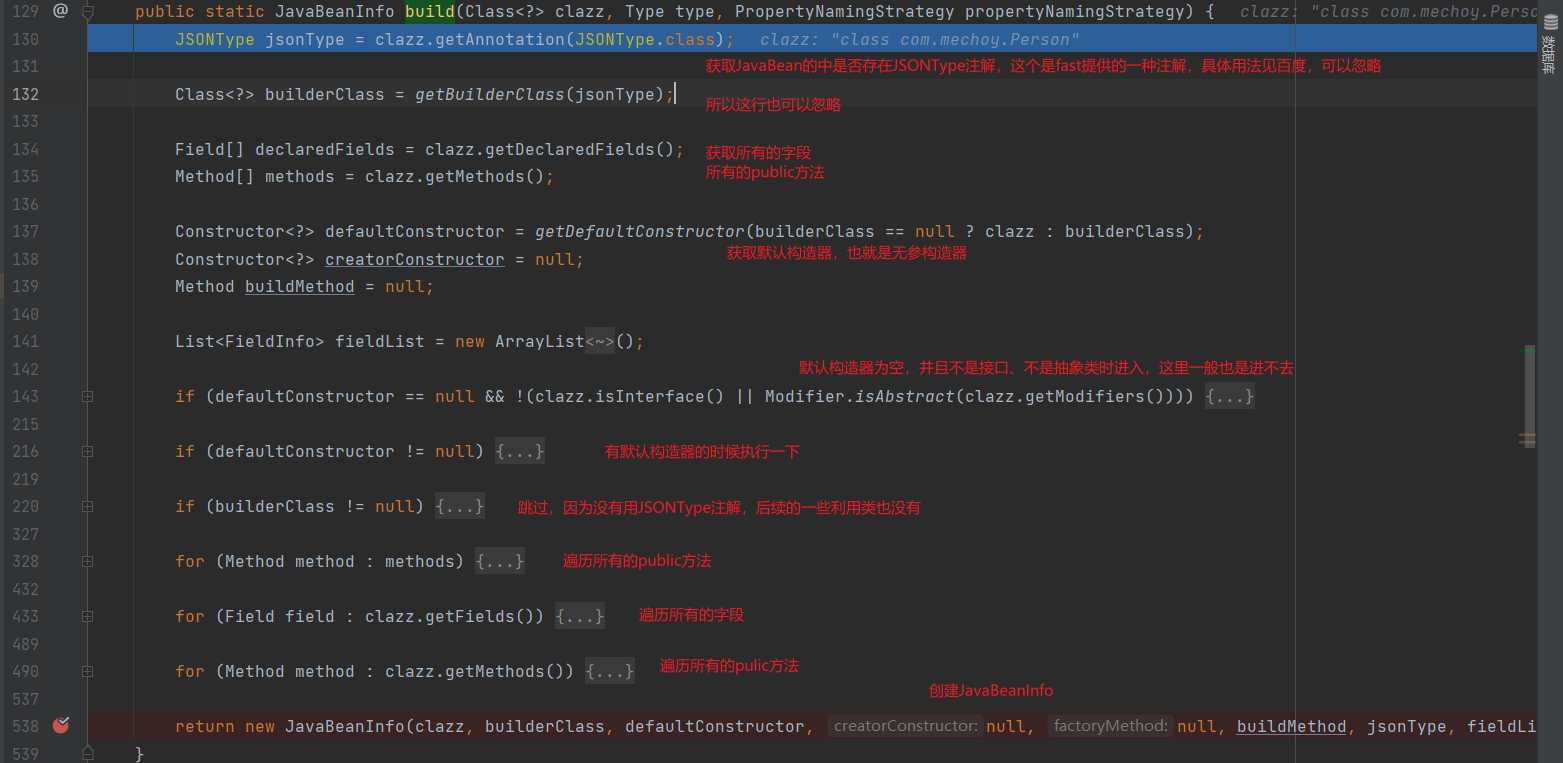 129 @ public static JavaBeanInfo build(Class<?> clazz, Type type, PropertyNamingStrategy propertyNamingStrategy) { clazz: "class com.mechoy.Perso
130 JSONType jsonType = clazz.getAnnotation(JSONType.class); clazz: "class com.mechoy.Person"
131 获取JavaBean的中是否存在JSONType注解，这个是fast提供的一种注解，具体用法见百度，可以忽略
132 Class<?> builderClass = getBuilderClass(jsonType);
所以这行也可以忽略
133
134 Field[] declaredFields = clazz.getDeclaredFields(); 获取所有的字段
135 Method[] methods = clazz.getMethods(); 所有的public方法
136
137 Constructor<?> defaultConstructor = getDefaultConstructor(builderClass == null ? clazz : builderClass);
获取默认构造器，也就是无参构造器
138 Constructor<?> creatorConstructor = null;
139 Method buildMethod = null;
140
141 List<FieldInfo> fieldList = new ArrayList<~>();
142 默认构造器为空，并且不是接口、不是抽象类时进入，这里一般也是进不去
143 if (defaultConstructor == null && !(clazz.isInterface() || Modifier.isAbstract(clazz.getModifiers()))) {...}
215
216 if (defaultConstructor != null) {...} 有默认构造器的时候执行一下
219
220 if (builderClass != null) {...} 跳过，因为没有用JSONType注解，后续的一些利用类也没有
327
328 for (Method method : methods) {...} 遍历所有的public方法
432
433 for (Field field : clazz.getFields()) {...} 遍历所有的字段
489
490 for (Method method : clazz.getMethods()) {...} 遍历所有的pulic方法
537 创建JavaBeanInfo
538 return new JavaBeanInfo(clazz, builderClass, defaultConstructor, creatorConstructor: null, factoryMethod: null, buildMethod, jsonType, fieldLi
539 }
数据库